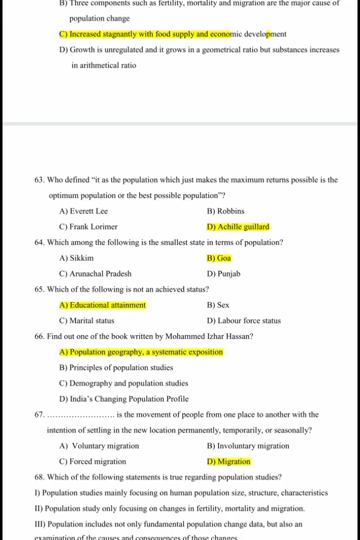 B) Three components such as fertility, mortality and migration are the major cause of
population change
C) Increased stagnantly with food supply and economic development
D) Growth is unregulated and it grows in a geometrical ratio but substances increases
in arithmetical ratio
63. Who defined “it as the population which just makes the maximum returns possible is the
optimum population or the best possible population”?
A) Everett Lee B) Robbins
C) Frank Lorimer D) Achille guillard
64. Which among the following is the smallest state in terms of population?
A) Sikkim B) Goa
C) Arunachal Pradesh D) Punjab
65. Which of the following is not an achieved status?
A) Educational attainment B) Sex
C) Marital status D) Labour force status
66. Find out one of the book written by Mohammed Izhar Hassan?
A) Population geography, a systematic exposition
B) Principles of population studies
C) Demography and population studies
D) India’s Changing Population Profile
67. …………………… is the movement of people from one place to another with the
intention of settling in the new location permanently, temporarily, or seasonally?
A) Voluntary migration B) Involuntary migration
C) Forced migration D) Migration
68. Which of the following statements is true regarding population studies?
I) Population studies mainly focusing on human population size, structure, characteristics
II) Population study only focusing on changes in fertility, mortality and migration.
III) Population includes not only fundamental population change data, but also an
examination of the causes and consequences of those changes.